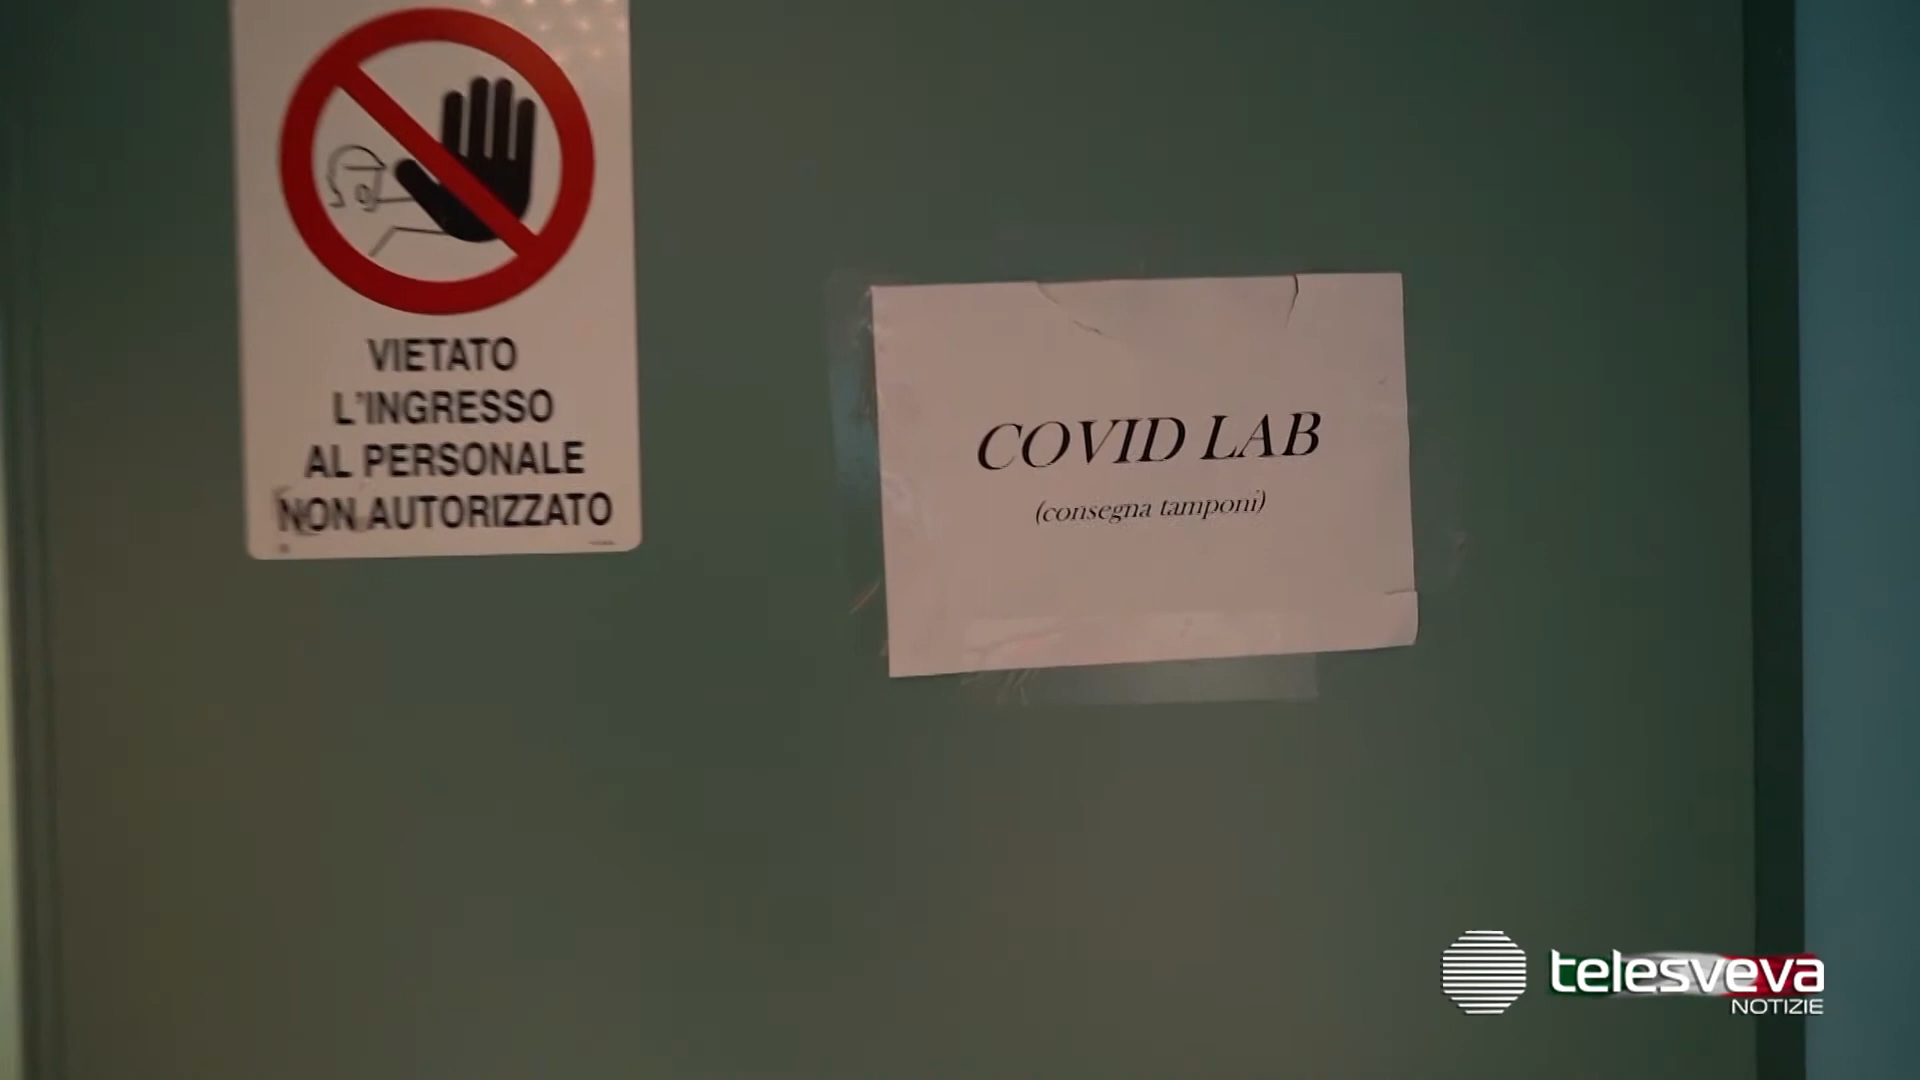 VIETATO
L'INGRESSO
AL PERSONALE
NON AUTORIZZATO
COVID LAB
(consegna tamponi)
telesveva
NOTIZIE